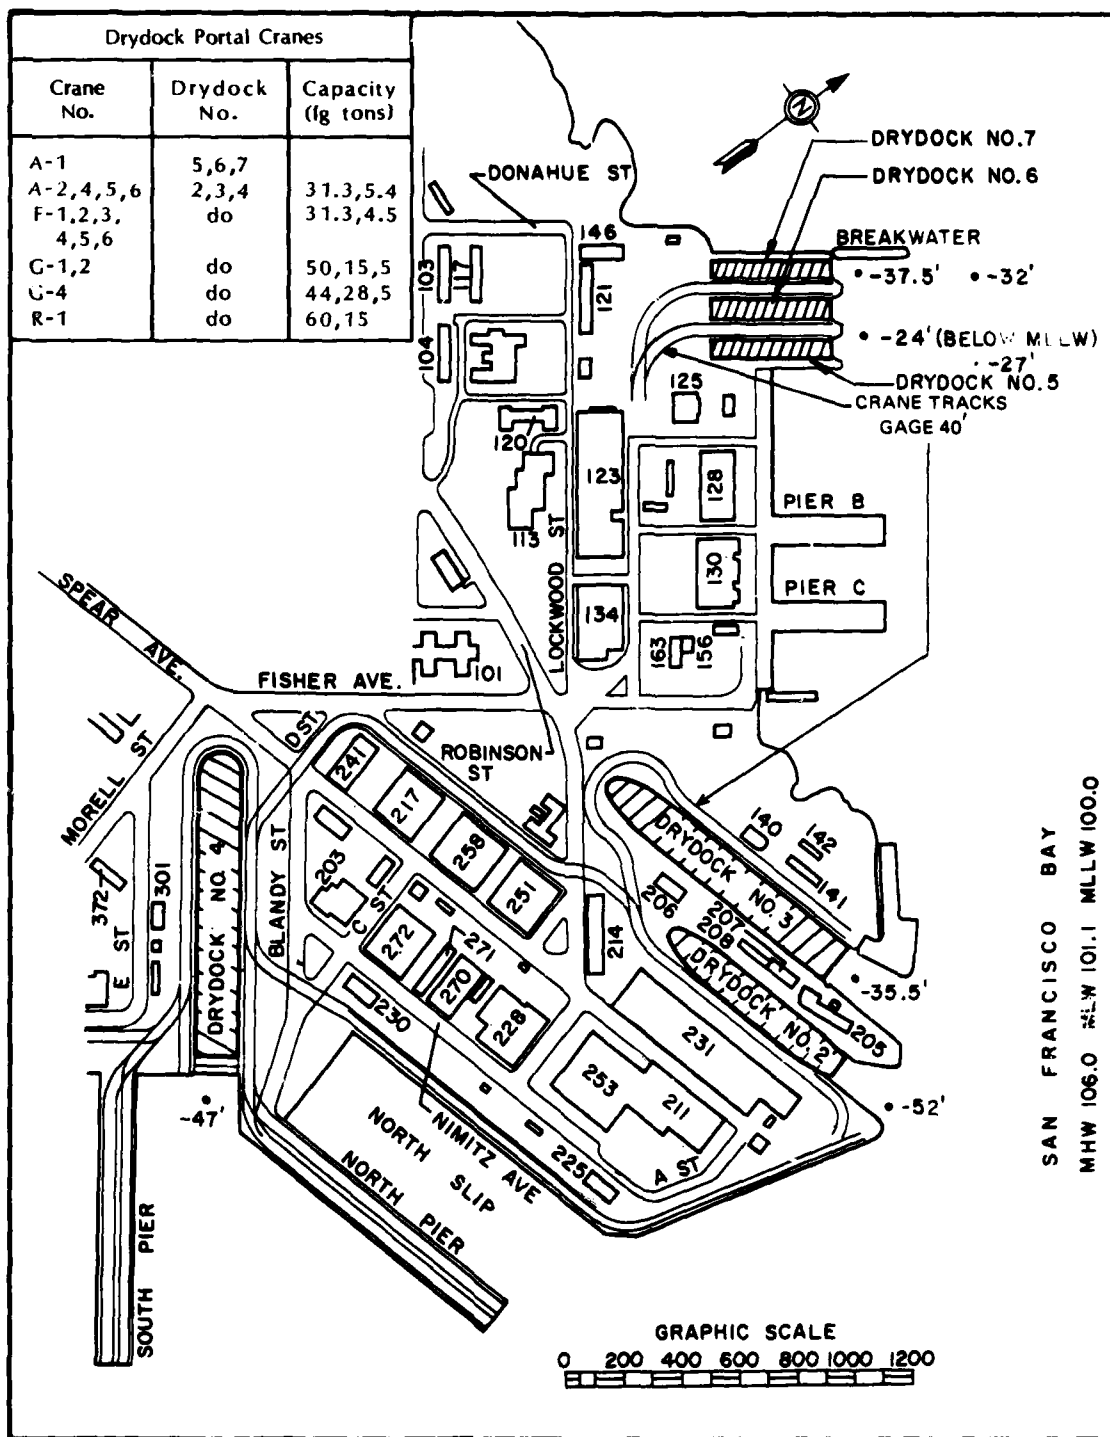 Drydock Portal Cranes
Crane No. Drydock No. Capacity (lg tons)
A-1 5,6,7
A-2,4,5,6 2,3,4 31.3,5.4
F-1,2,3, 4,5,6 do 31.3,4.5
G-1,2 do 50,15,5
G-4 do 44,28,5
R-1 do 60,15
N
DRYDOCK NO.7
DRYDOCK NO.6
DONAHUE ST
BREAKWATER
146
103
117
121
-37.5'
-32'
-24' (BELOW MLLW)
-27'
104
DRYDOCK NO.5
125
CRANE TRACKS
GAGE 40'
120
123
128
PIER B
113
LOCKWOOD ST
130
PIER C
134
163
156
SPEAR AVE.
FISHER AVE.
101
D ST
ROBINSON ST
MORELL ST
241
217
258
251
DRYDOCK NO. 4
BLANDY ST
203
C ST
DRYDOCK NO. 3
140
142
141
372
301
E ST
206
207
208
272
271
270
214
DRYDOCK NO. 2
-35.5'
205
230
228
231
253
211
-47'
-52'
NIMITZ AVE
NORTH SLIP
NORTH PIER
225
A ST
SOUTH PIER
SAN FRANCISCO BAY
MHW 106.0 MLW 101.1 MLLW 100.0
GRAPHIC SCALE
0 200 400 600 800 1000 1200